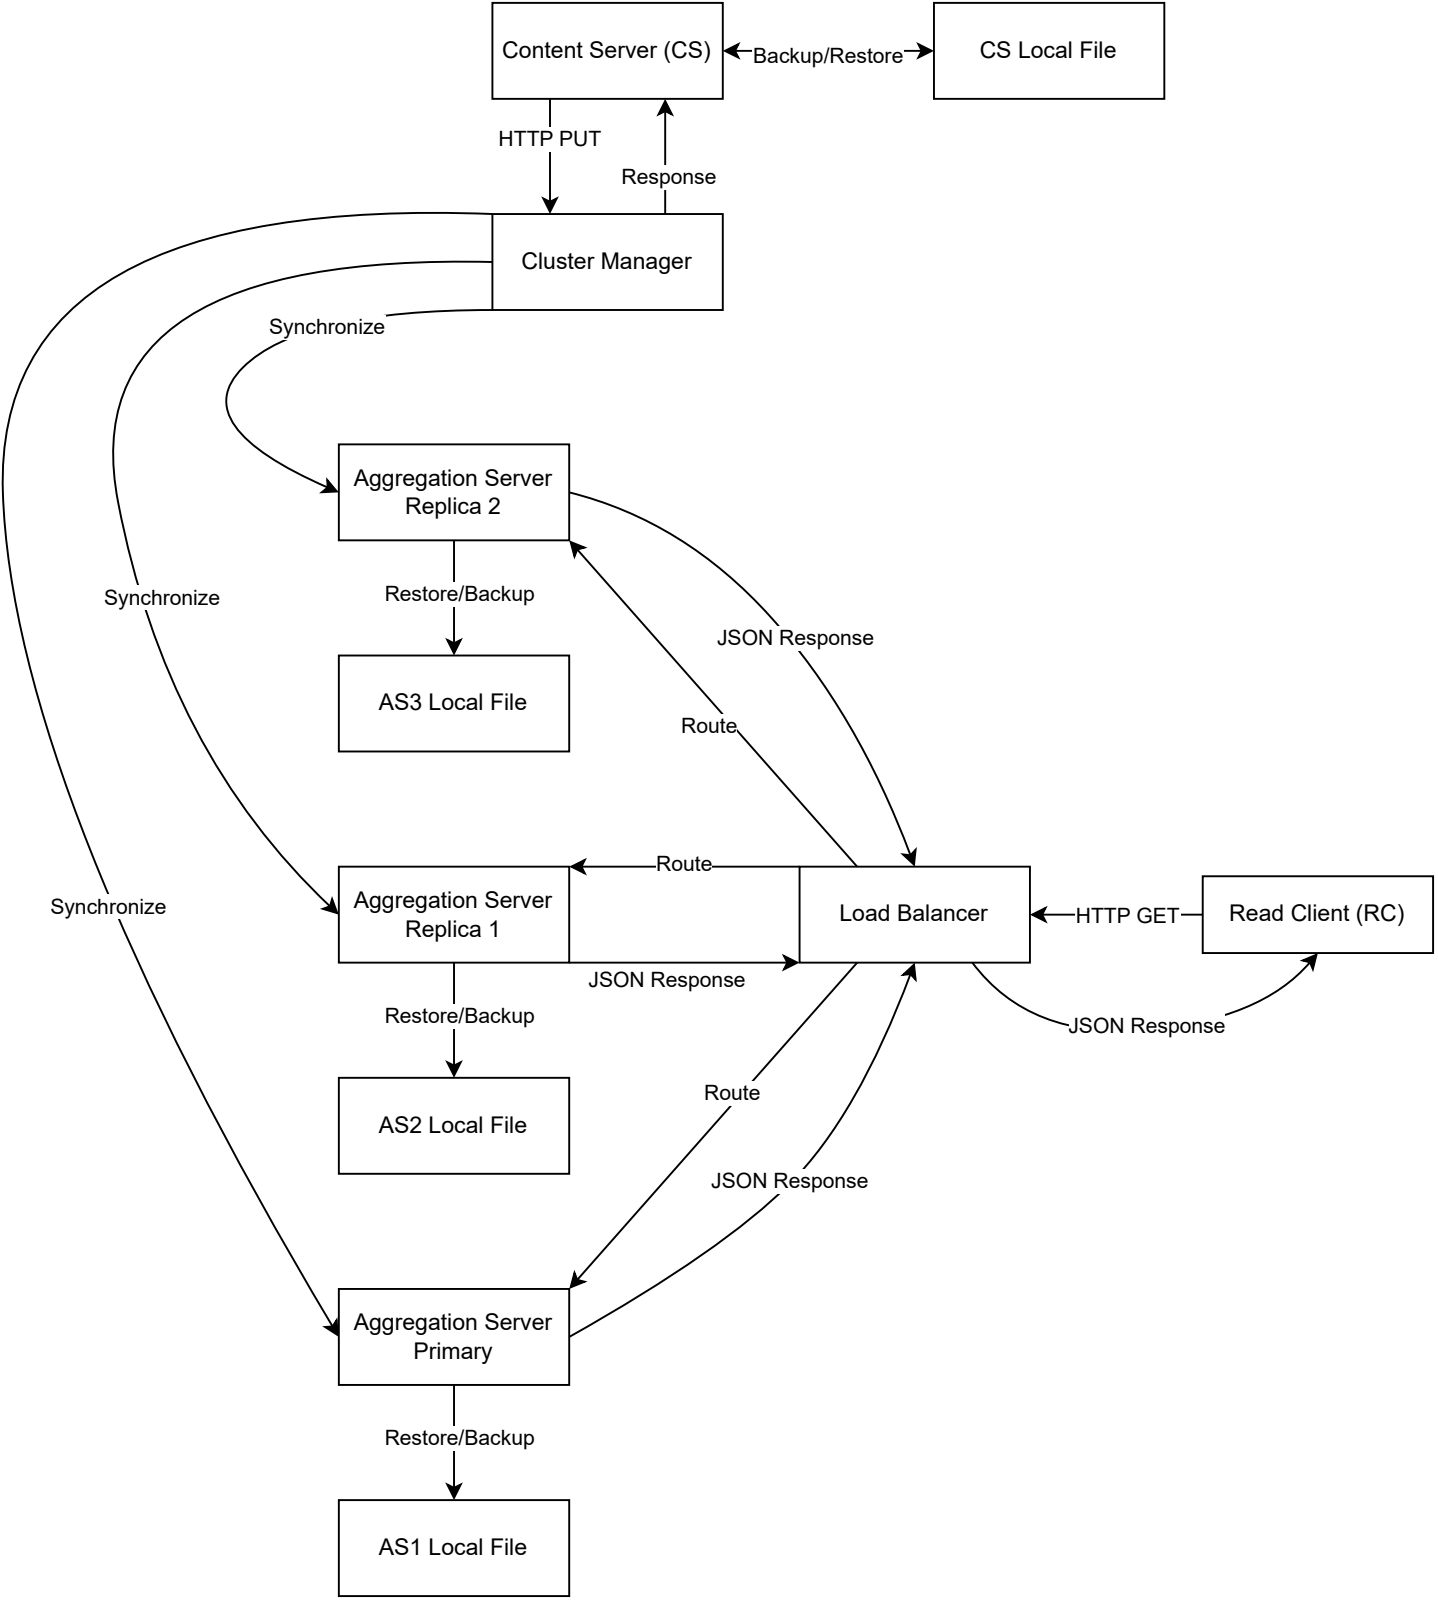 Content Server (CS)
Backup/Restore
CS Local File
HTTP PUT
Response
Cluster Manager
Synchronize
Aggregation Server
Replica 2
Restore/Backup
Synchronize
JSON Response
AS3 Local File
Route
Route
Aggregation Server
Replica 1
Synchronize
Load Balancer
HTTP GET
Read Client (RC)
JSON Response
Restore/Backup
JSON Response
Route
AS2 Local File
JSON Response
Aggregation Server
Primary
Restore/Backup
AS1 Local File